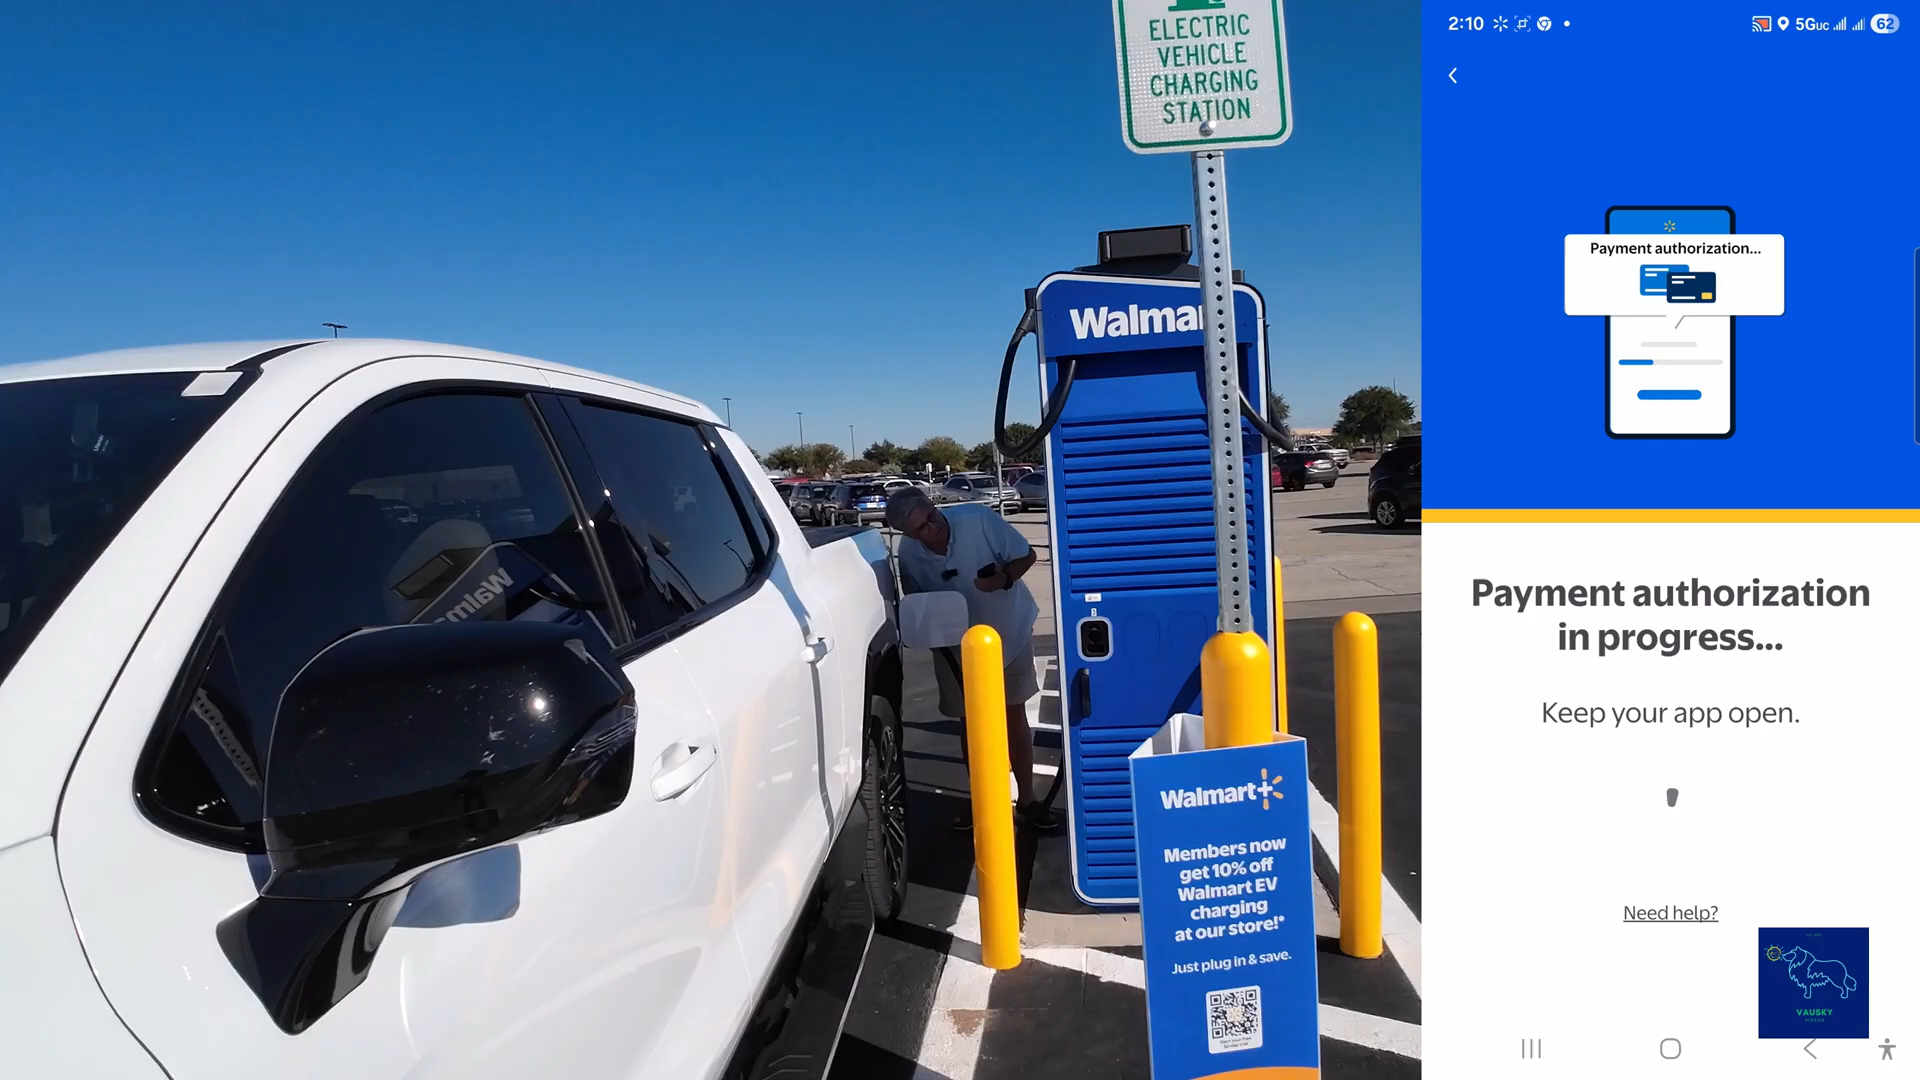 ELECTRIC
VEHICLE
CHARGING
STATION
Walmar
Walmart+
Members now
get 10% off
Walmart EV
charging
at our store!*
Just plug in & save.
2:10
5GUC
62
Payment authorization...
Payment authorization
in progress...
Keep your app open.
Need help?
VAUSKY